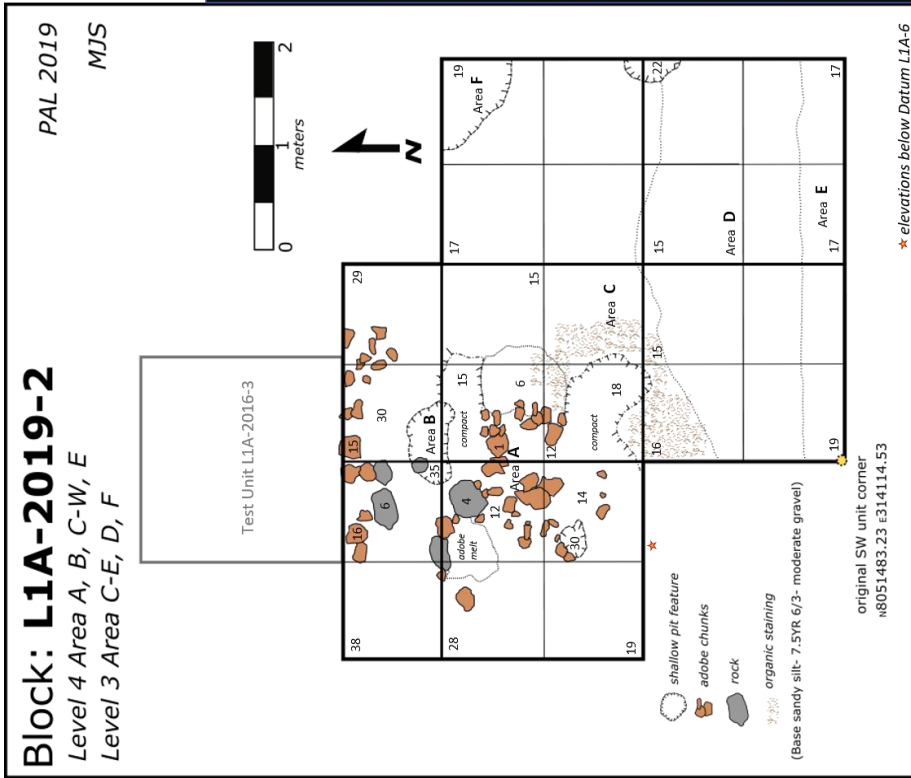 Block: L1A-2019-2
Level 4 Area A, B, C-W, E
Level 3 Area C-E, D, F
PAL 2019
MJS
0 1 2
meters
N
Test Unit L1A-2016-3
38
16
6
15
30
29
28
adobe melt
4
35
Area B
compact
15
17
Area F
19
12
1
Area A
6
15
30
14
12
compact
18
Area C
19
16
15
15
22
Area D
19
17
Area E
17
shallow pit feature
adobe chunks
rock
organic staining
(Base sandy silt- 7.5YR 6/3- moderate gravel)
original SW unit corner
N8051483.23 E314114.53
elevations below Datum L1A-6